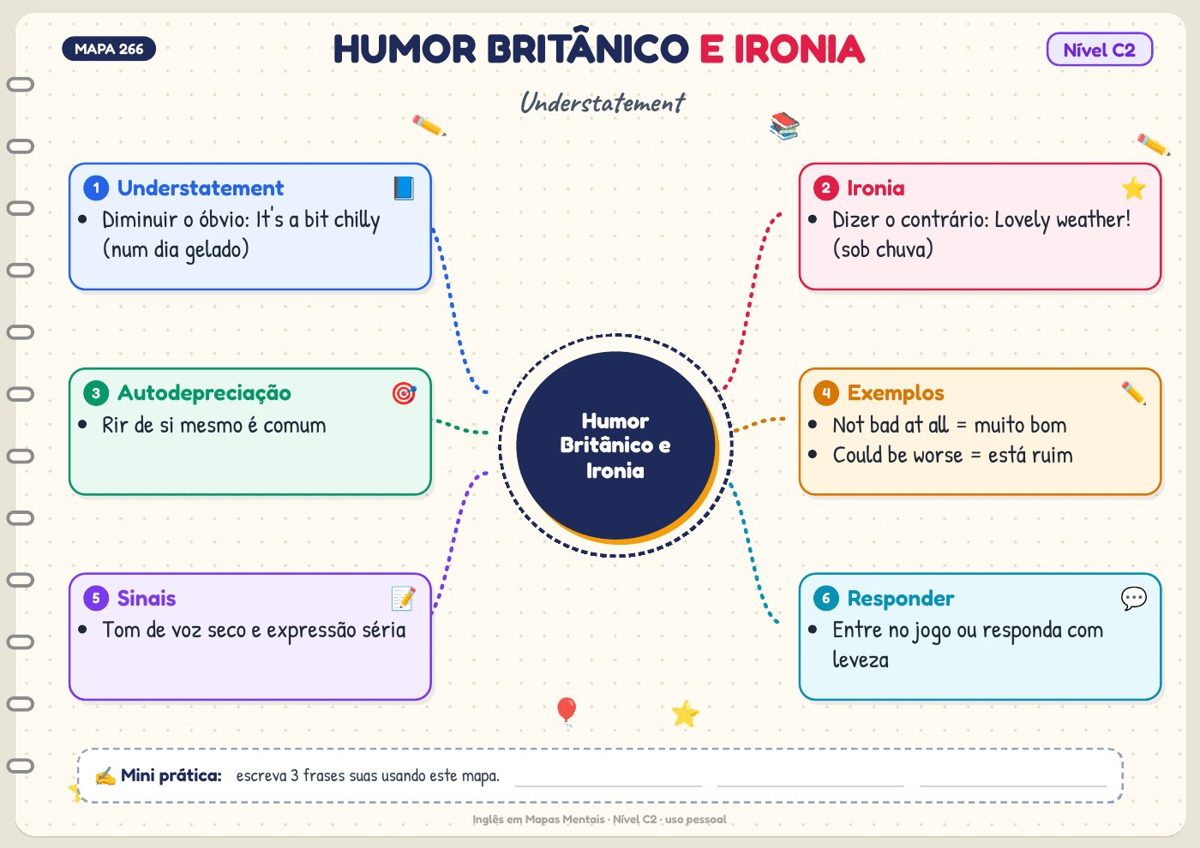 MAPA 266
HUMOR BRITÂNICO E IRONIA
Nível C2
Understatement
1 Understatement
• Diminuir o óbvio: It's a bit chilly
(num dia gelado)
2 Ironia
• Dizer o contrário: Lovely weather!
(sob chuva)
3 Autodepreciação
• Rir de si mesmo é comum
4 Exemplos
• Not bad at all = muito bom
• Could be worse = está ruim
Humor
Britânico e
Ironia
5 Sinais
• Tom de voz seco e expressão séria
6 Responder
• Entre no jogo ou responda com
leveza
Mini prática: escreva 3 frases suas usando este mapa.
Inglês em Mapas Mentais · Nível C2 · uso pessoal